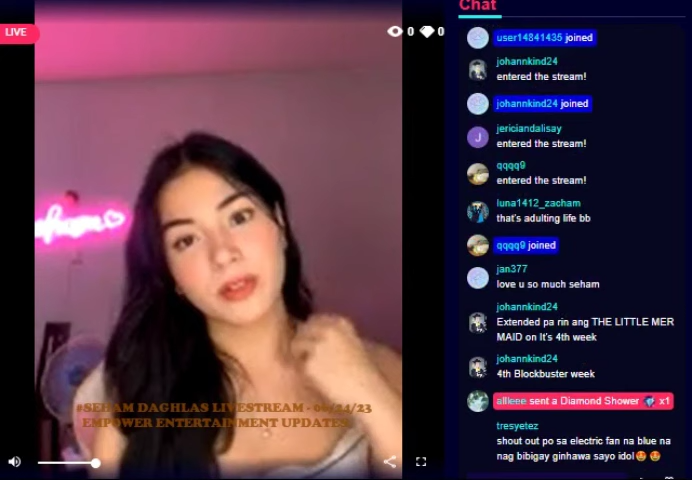 Chat
LIVE
0 0
user14841435 joined
johannkind24
entered the stream!
johannkind24 joined
J
jericiandalisay
entered the stream!
qqqq9
entered the stream!
luna1412_zacham
that's adulting life bb
qqqq9 joined
jan377
love u so much seham
johannkind24
Extended pa rin ang THE LITTLE MER
MAID on It's 4th week
johannkind24
4th Blockbuster week
allleee sent a Diamond Shower x1
tresyetez
shout out po sa electric fan na blue na
nag bibigay ginhawa sayo idol
#SEHAM DAGHLAS LIVESTREAM - 06/24/23
EMPOWER ENTERTAINMENT UPDATES